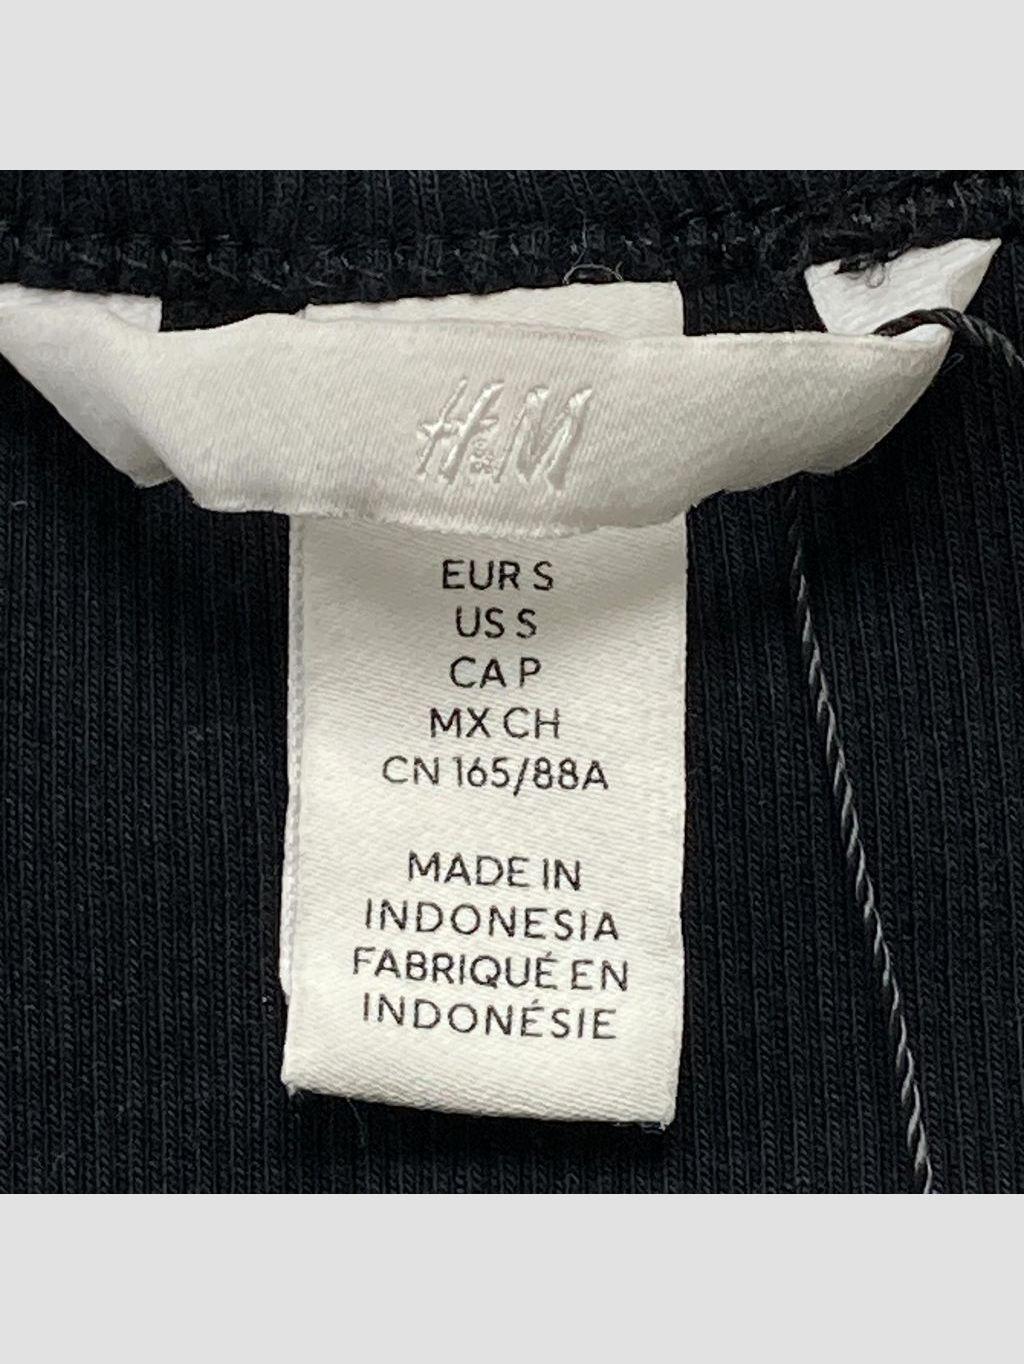 H&M
EUR S
US S
CA P
MX CH
CN 165/88A
MADE IN
INDONESIA
FABRIQUÉ EN
INDONÉSIE